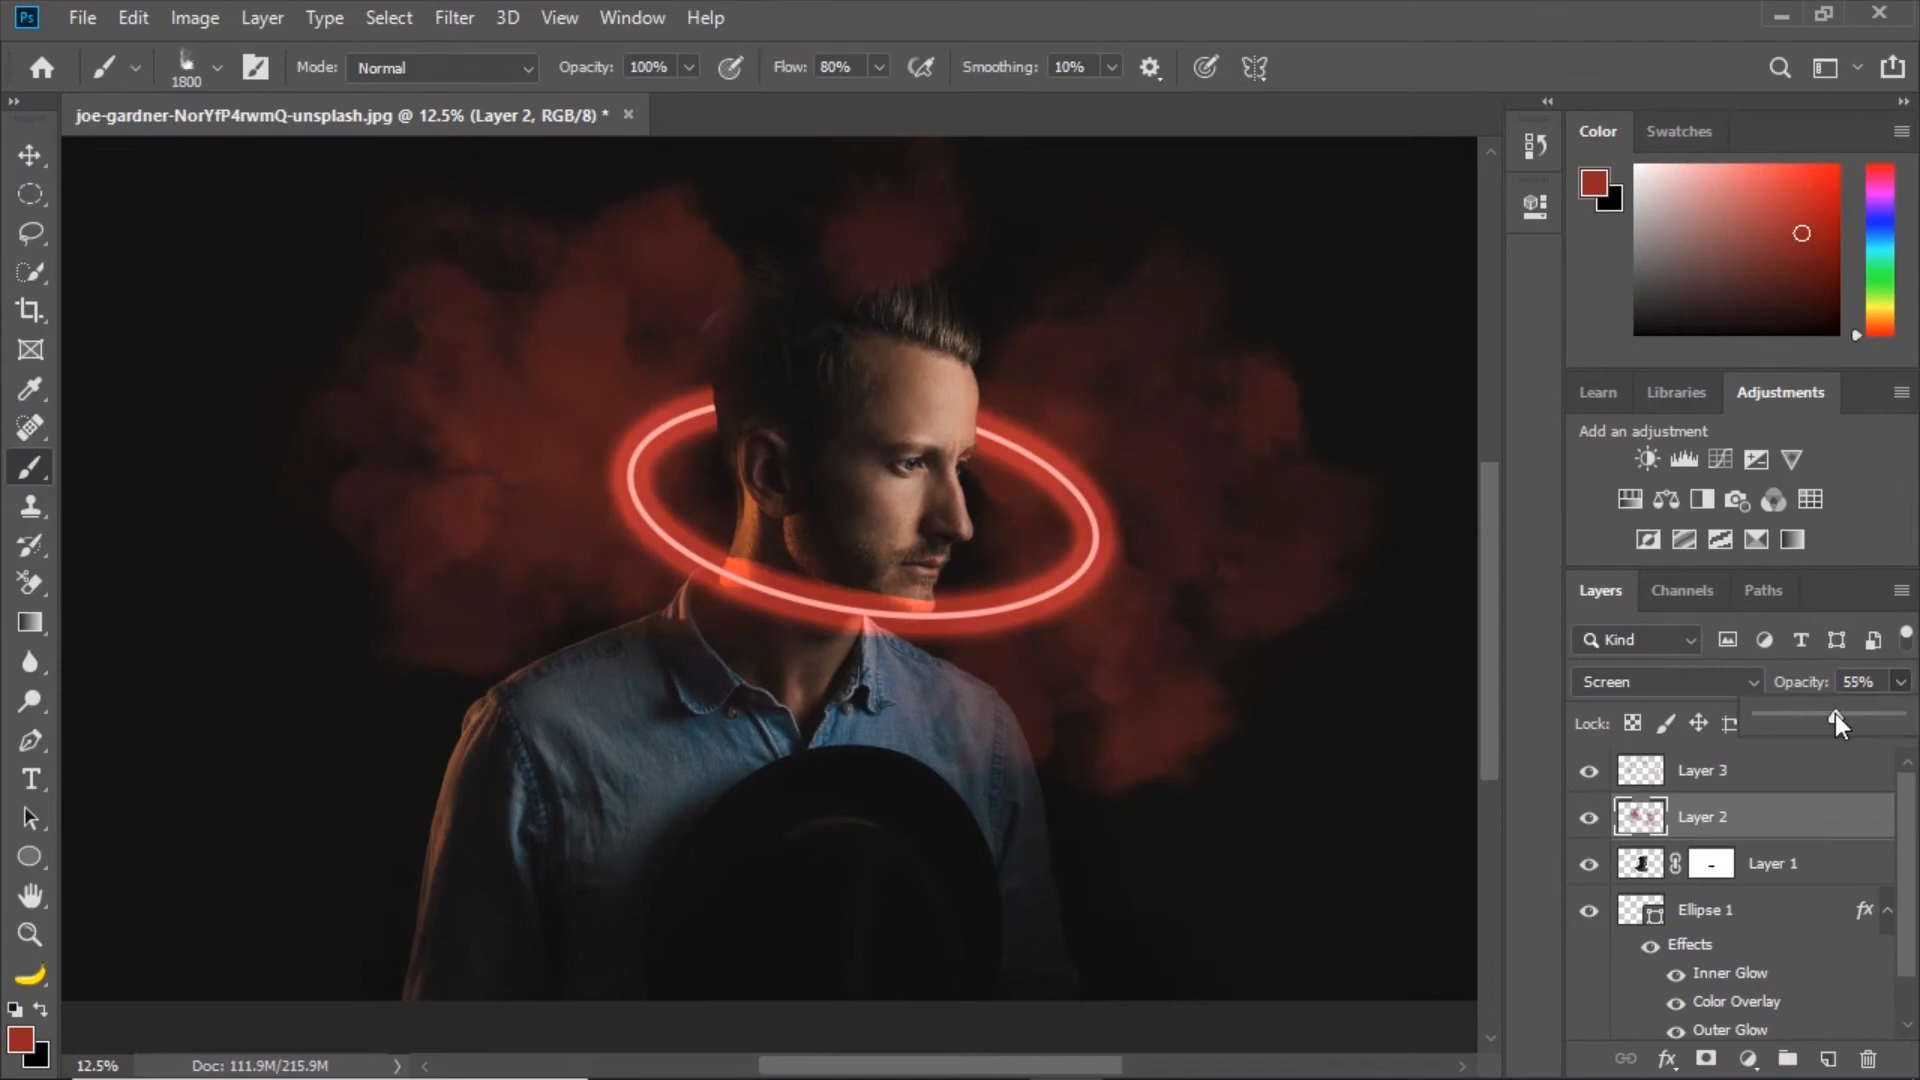 Ps File Edit Image Layer Type Select Filter 3D View Window Help
1800 Mode: Normal Opacity: 100% Flow: 80% Smoothing: 10%
joe-gardner-NorYfP4rwmQ-unsplash.jpg @ 12.5% (Layer 2, RGB/8) *
Color Swatches
Learn Libraries Adjustments
Add an adjustment
Layers Channels Paths
Kind
Screen Opacity: 55%
Lock:
Layer 3
Layer 2
Layer 1
Ellipse 1 fx
Effects
Inner Glow
Color Overlay
Outer Glow
12.5% Doc: 111.9M/215.9M
fx